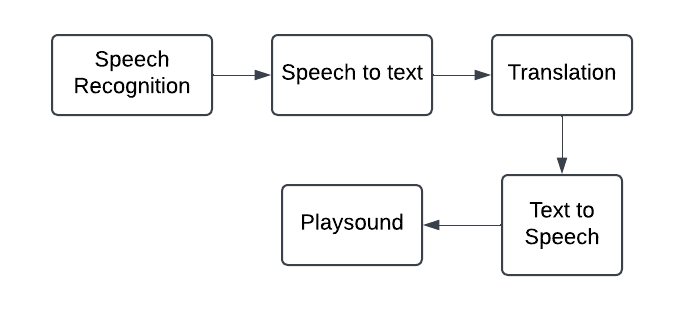 Speech
Recognition
Speech to text
Translation
Text to
Speech
Playsound